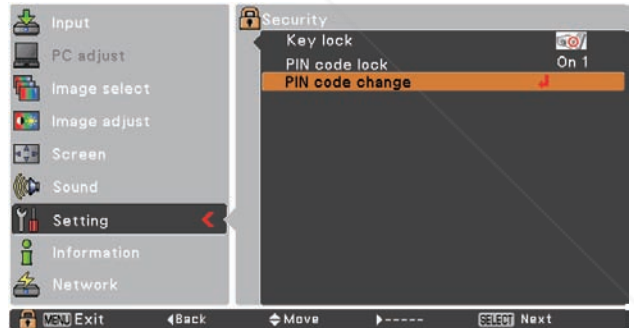 Input
PC adjust
Image select
Image adjust
Screen
Sound
Setting
Information
Network
Security
Key lock
PIN code lock On 1
PIN code change
MENU Exit ◀Back Move ▶----- SELECT Next